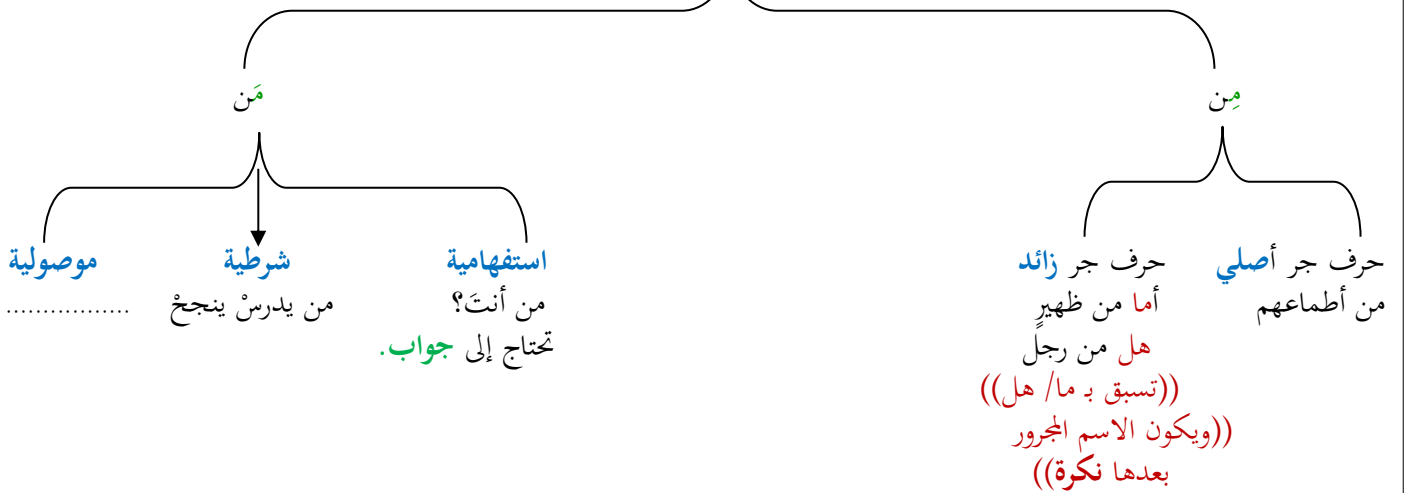 مِن
مَن
حرف جر أصلي
من أطماعهم
حرف جر زائد
أما من ظهيرٍ
هل من رجل
((تسبق بـ ما/ هل))
((ويكون الاسم المجرور
بعدها نكرة))
استفهامية
من أنتَ؟
تحتاج إلى جواب.
شرطية
من يدرسْ ينجحْ
موصولية
.................